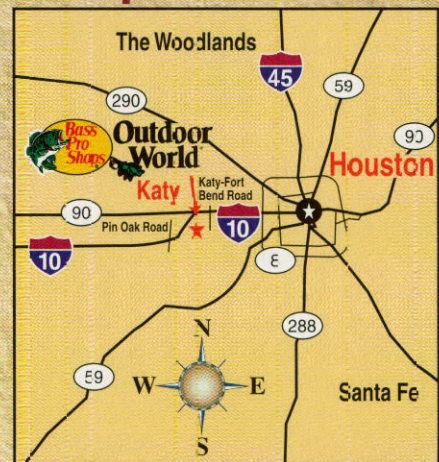 The Woodlands
45
59
290
90
Bass
Pro
Shops
Outdoor
World
Houston
Katy
Katy-Fort
Bend Road
90
Pin Oak Road
10
10
8
288
59
N
W
E
S
Santa Fe